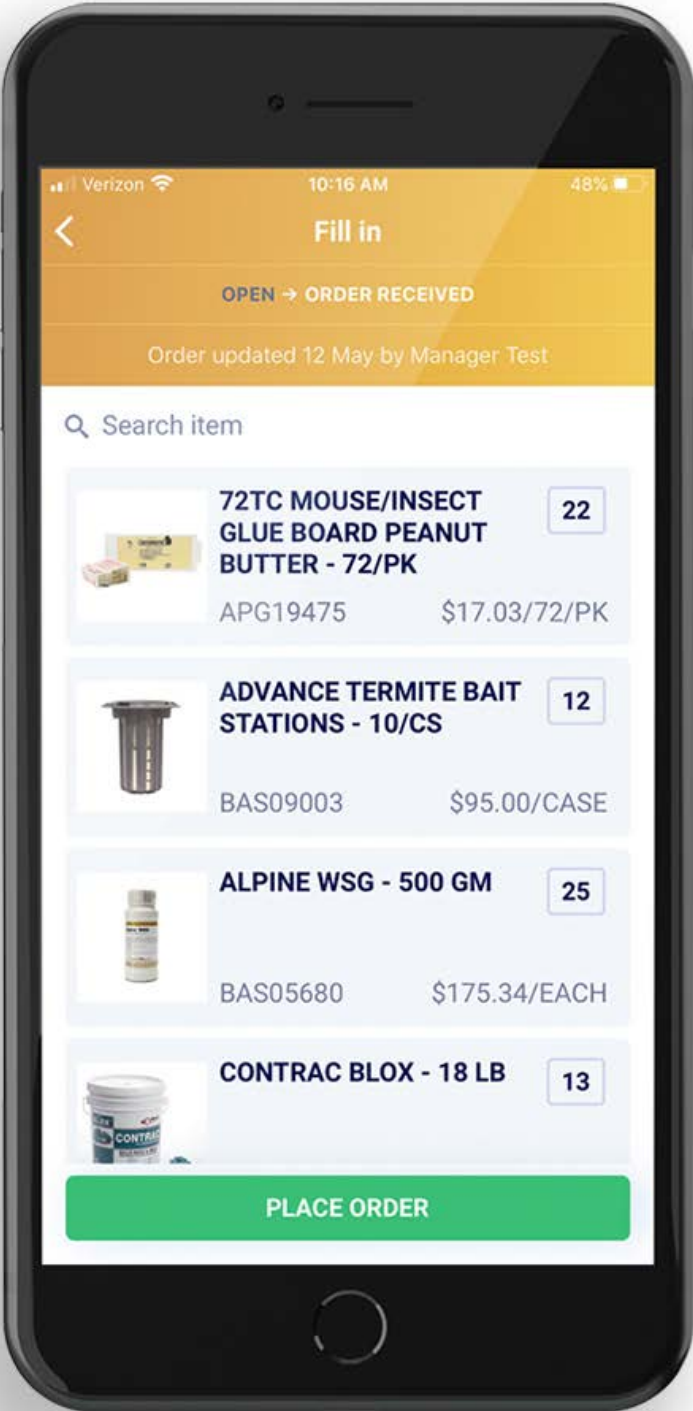 Verizon 10:16 AM 48%
Fill in
OPEN → ORDER RECEIVED
Order updated 12 May by Manager Test
Search item
72TC MOUSE/INSECT
GLUE BOARD PEANUT
BUTTER - 72/PK
22
APG19475 $17.03/72/PK
ADVANCE TERMITE BAIT
STATIONS - 10/CS
12
BAS09003 $95.00/CASE
ALPINE WSG - 500 GM
25
BAS05680 $175.34/EACH
CONTRAC BLOX - 18 LB
13
CONTRAC
PLACE ORDER